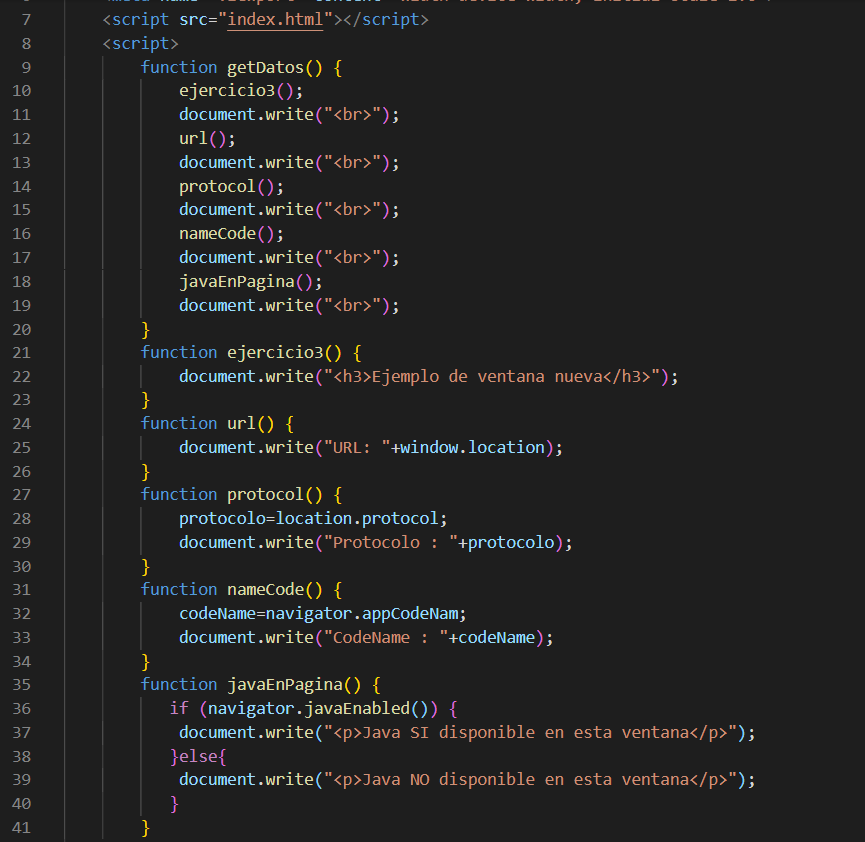 7 <script src="index.html"></script>
8 <script>
9 function getDatos() {
10 ejercicio3();
11 document.write("<br>");
12 url();
13 document.write("<br>");
14 protocol();
15 document.write("<br>");
16 nameCode();
17 document.write("<br>");
18 javaEnPagina();
19 document.write("<br>");
20 }
21 function ejercicio3() {
22 document.write("<h3>Ejemplo de ventana nueva</h3>");
23 }
24 function url() {
25 document.write("URL: "+window.location);
26 }
27 function protocol() {
28 protocolo=location.protocol;
29 document.write("Protocolo : "+protocolo);
30 }
31 function nameCode() {
32 codeName=navigator.appCodeNam;
33 document.write("CodeName : "+codeName);
34 }
35 function javaEnPagina() {
36 if (navigator.javaEnabled()) {
37 document.write("<p>Java SI disponible en esta ventana</p>");
38 }else{
39 document.write("<p>Java NO disponible en esta ventana</p>");
40 }
41 }